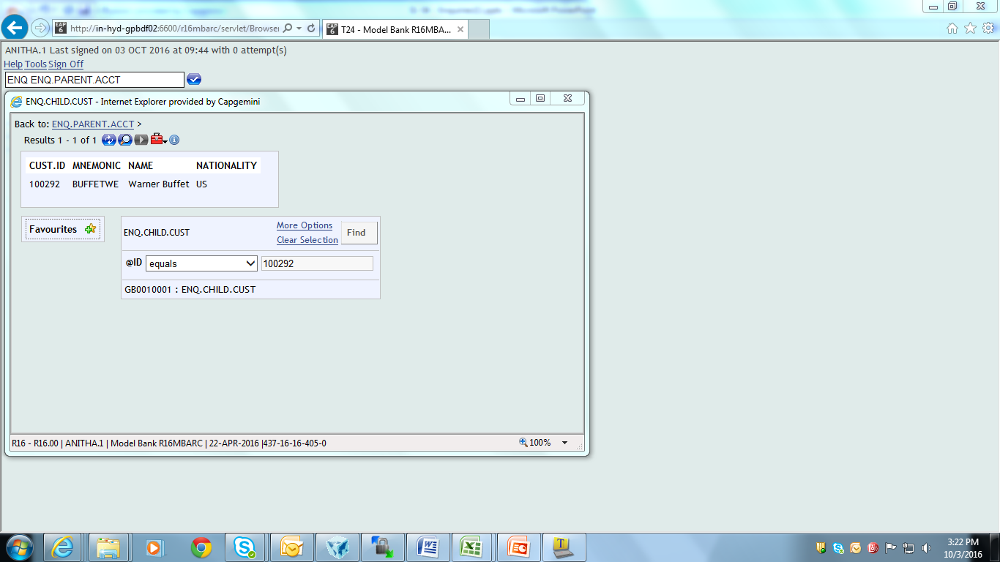 http://in-hyd-gpbdf02:6600/r16mbarc/servlet/Browser
EAP 6
T24 - Model Bank R16MBA...
ANITHA.1 Last signed on 03 OCT 2016 at 09:44 with 0 attempt(s)
Help Tools Sign Off
ENQ ENQ.PARENT.ACCT
ENQ.CHILD.CUST - Internet Explorer provided by Capgemini
Back to: ENQ.PARENT.ACCT >
Results 1 - 1 of 1
CUST.ID MNEMONIC NAME NATIONALITY
100292 BUFFETWE Warner Buffet US
Favourites
ENQ.CHILD.CUST
More Options
Clear Selection
Find
@ID equals 100292
GB0010001 : ENQ.CHILD.CUST
R16 - R16.00 | ANITHA.1 | Model Bank R16MBARC | 22-APR-2016 |437-16-16-405-0
100%
3:22 PM
10/3/2016